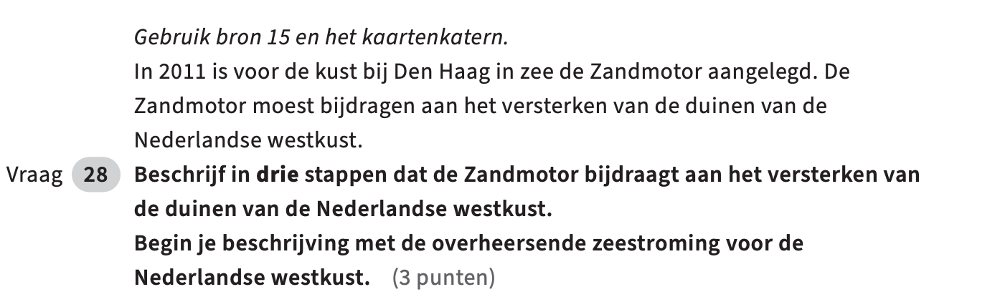 Gebruik bron 15 en het kaartenkatern.
In 2011 is voor de kust bij Den Haag in zee de Zandmotor aangelegd. De
Zandmotor moest bijdragen aan het versterken van de duinen van de
Nederlandse westkust.
Vraag 28 Beschrijf in drie stappen dat de Zandmotor bijdraagt aan het versterken van
de duinen van de Nederlandse westkust.
Begin je beschrijving met de overheersende zeestroming voor de
Nederlandse westkust. (3 punten)